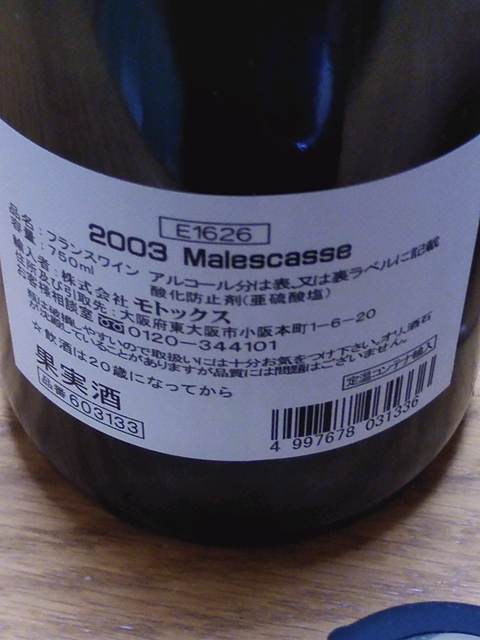 E1626
2003 Malescasse
品名：フランスワイン アルコール分は表、又は裏ラベルに記載
容量：750ml 酸化防止剤(亜硫酸塩)
輸入者：株式会社 モトックス
住所及び引取先：大阪府東大阪市小阪本町1-6-20
お客様相談室 0120-344101
瓶は破損しやすいので取扱いには十分お気をつけ下さい。オリ、酒石
が沈殿していることがありますが品質には問題はございません。
☆飲酒は20歳になってから
定温コンテナ輸入
果実酒
品番 603133
4 997678 031336